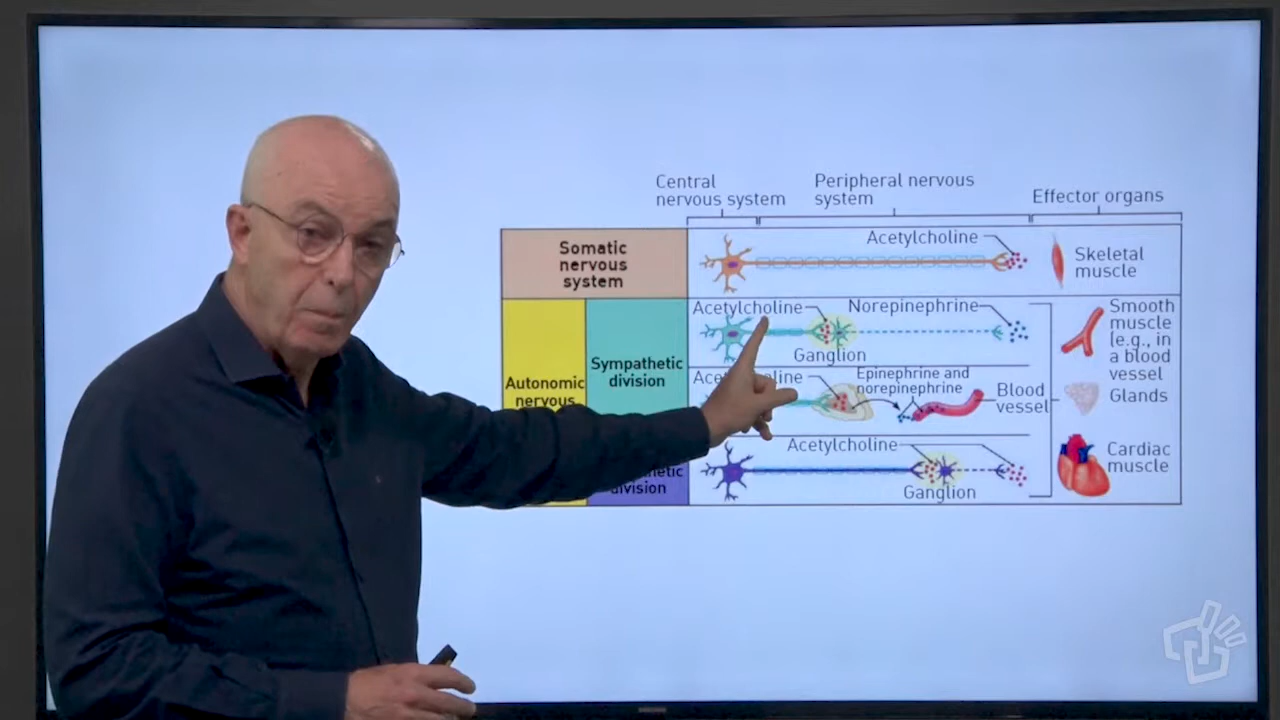 Central
nervous system
Peripheral nervous
system
Effector organs
Somatic
nervous
system
Acetylcholine
Skeletal
muscle
Autonomic
nervous
Sympathetic
division
Acetylcholine
Norepinephrine
Ganglion
Epinephrine and
norepinephrine
Blood
vessel
division
Acetylcholine
Ganglion
Smooth
muscle
(e.g., in
a blood
vessel
Glands
Cardiac
muscle